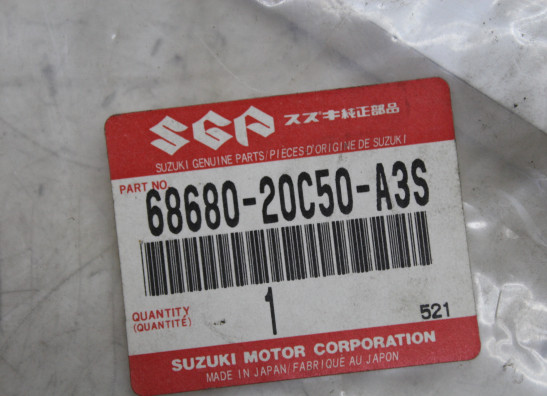 SGP スズキ純正部品
SUZUKI GENUINE PARTS/PIÈCES D'ORIGINE DE SUZUKI
PART NO.
68680-20C50-A3S
QUANTITY
(QUANTITÉ)
1
521
SUZUKI MOTOR CORPORATION
MADE IN JAPAN/FABRIQUÉ AU JAPON